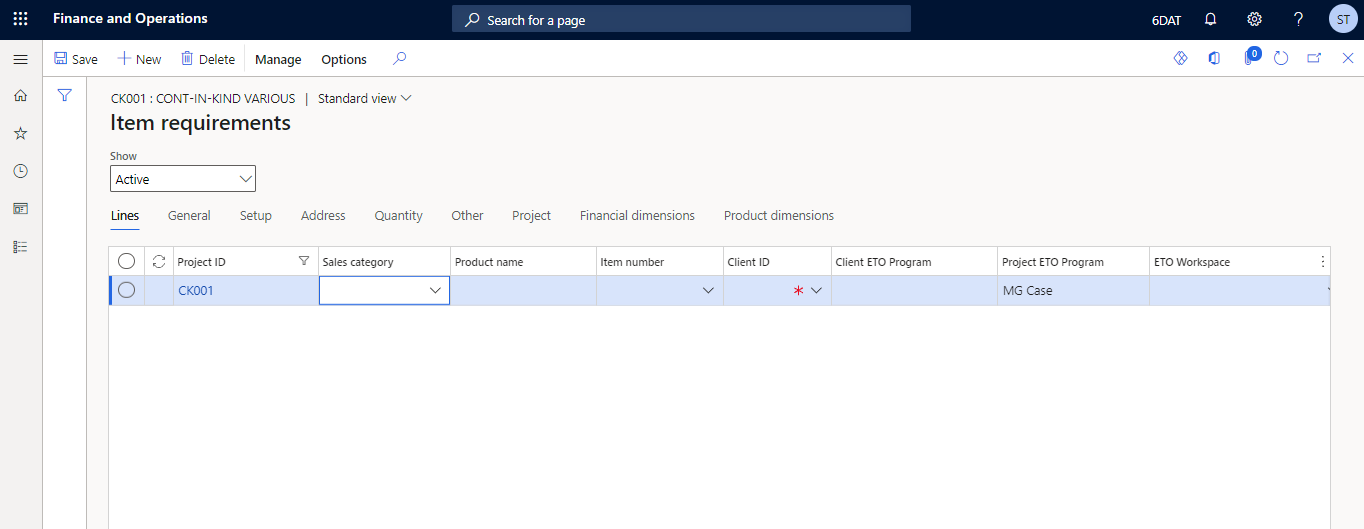 Finance and Operations
Search for a page
6DAT
?
ST
Save
New
Delete
Manage
Options
0
CK001 : CONT-IN-KIND VARIOUS | Standard view
Item requirements
Show
Active
Lines General Setup Address Quantity Other Project Financial dimensions Product dimensions
Project ID Sales category Product name Item number Client ID Client ETO Program Project ETO Program ETO Workspace
CK001 * MG Case